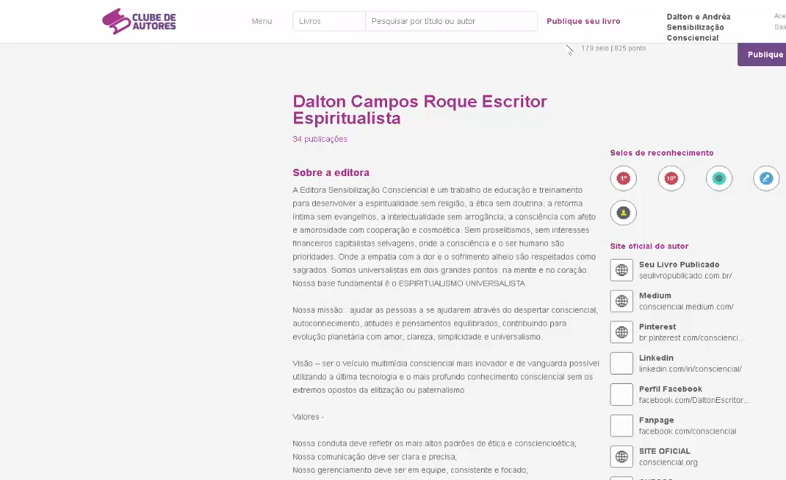 CLUBE DE
AUTORES
Menu
Livros
Pesquisar por título ou autor
Publique seu livro
Dalton e Andréa
Sensibilização
Consciencial
179 selo | 825 ponto
Publique
Dalton Campos Roque Escritor
Espiritualista
34 publicações
Sobre a editora
A Editora Sensibilização Consciencial é um trabalho de educação e treinamento
para desenvolver a espiritualidade sem religião, a ética sem doutrina, a reforma
íntima sem evangelhos, a intelectualidade sem arrogância, a consciência com afeto
e amorosidade com cooperação e cosmoética. Sem proselitismos, sem interesses
financeiros capitalistas selvagens, onde a consciência e o ser humano são
prioridades. Onde a empatia com a dor e o sofrimento alheio são respeitados como
sagrados. Somos universalistas em dois grandes pontos: na mente e no coração.
Nossa base fundamental é o ESPIRITUALISMO UNIVERSALISTA.
Nossa missão: ajudar as pessoas a se ajudarem através do despertar consciencial,
autoconhecimento, atitudes e pensamentos equilibrados, contribuindo para
evolução planetária com amor, clareza, simplicidade e universalismo.
Visão – ser o veículo multimídia consciencial mais inovador e de vanguarda possível
utilizando a última tecnologia e o mais profundo conhecimento consciencial sem os
extremos opostos da elitização ou paternalismo.
Valores -
Nossa conduta deve refletir os mais altos padrões de ética e consciencioética;
Nossa comunicação deve ser clara e precisa;
Nosso gerenciamento deve ser em equipe, consistente e focado;
Selos de reconhecimento
1º
10º
Site oficial do autor
Seu Livro Publicado
seulivropublicado.com.br/
Medium
consciencial.medium.com/
Pinterest
br.pinterest.com/conscienci...
Linkedin
linkedin.com/in/consciencial/
Perfil Facebook
facebook.com/DaltonEscritor...
Fanpage
facebook.com/consciencial
SITE OFICIAL
consciencial.org